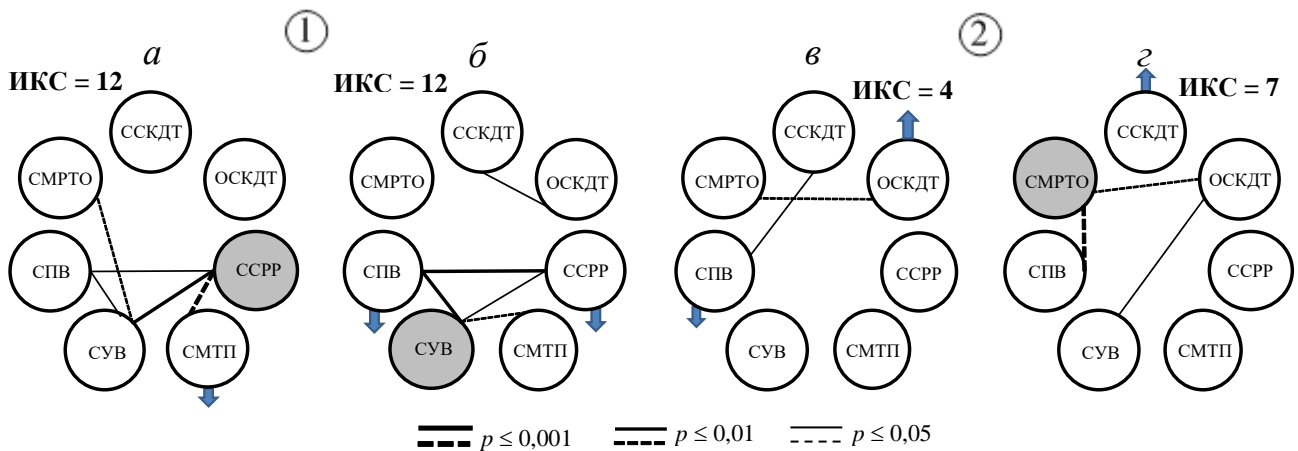 1
2
а
б
в
г
ИКС = 12
ИКС = 12
ИКС = 4
ИКС = 7
ССКДТ
СМРТО
ОСКДТ
СПВ
ССРР
СУВ
СМТП
ССКДТ
СМРТО
ОСКДТ
СПВ
ССРР
СУВ
СМТП
ССКДТ
СМРТО
ОСКДТ
СПВ
ССРР
СУВ
СМТП
ССКДТ
СМРТО
ОСКДТ
СПВ
ССРР
СУВ
СМТП
p ≤ 0,001
p ≤ 0,01
p ≤ 0,05